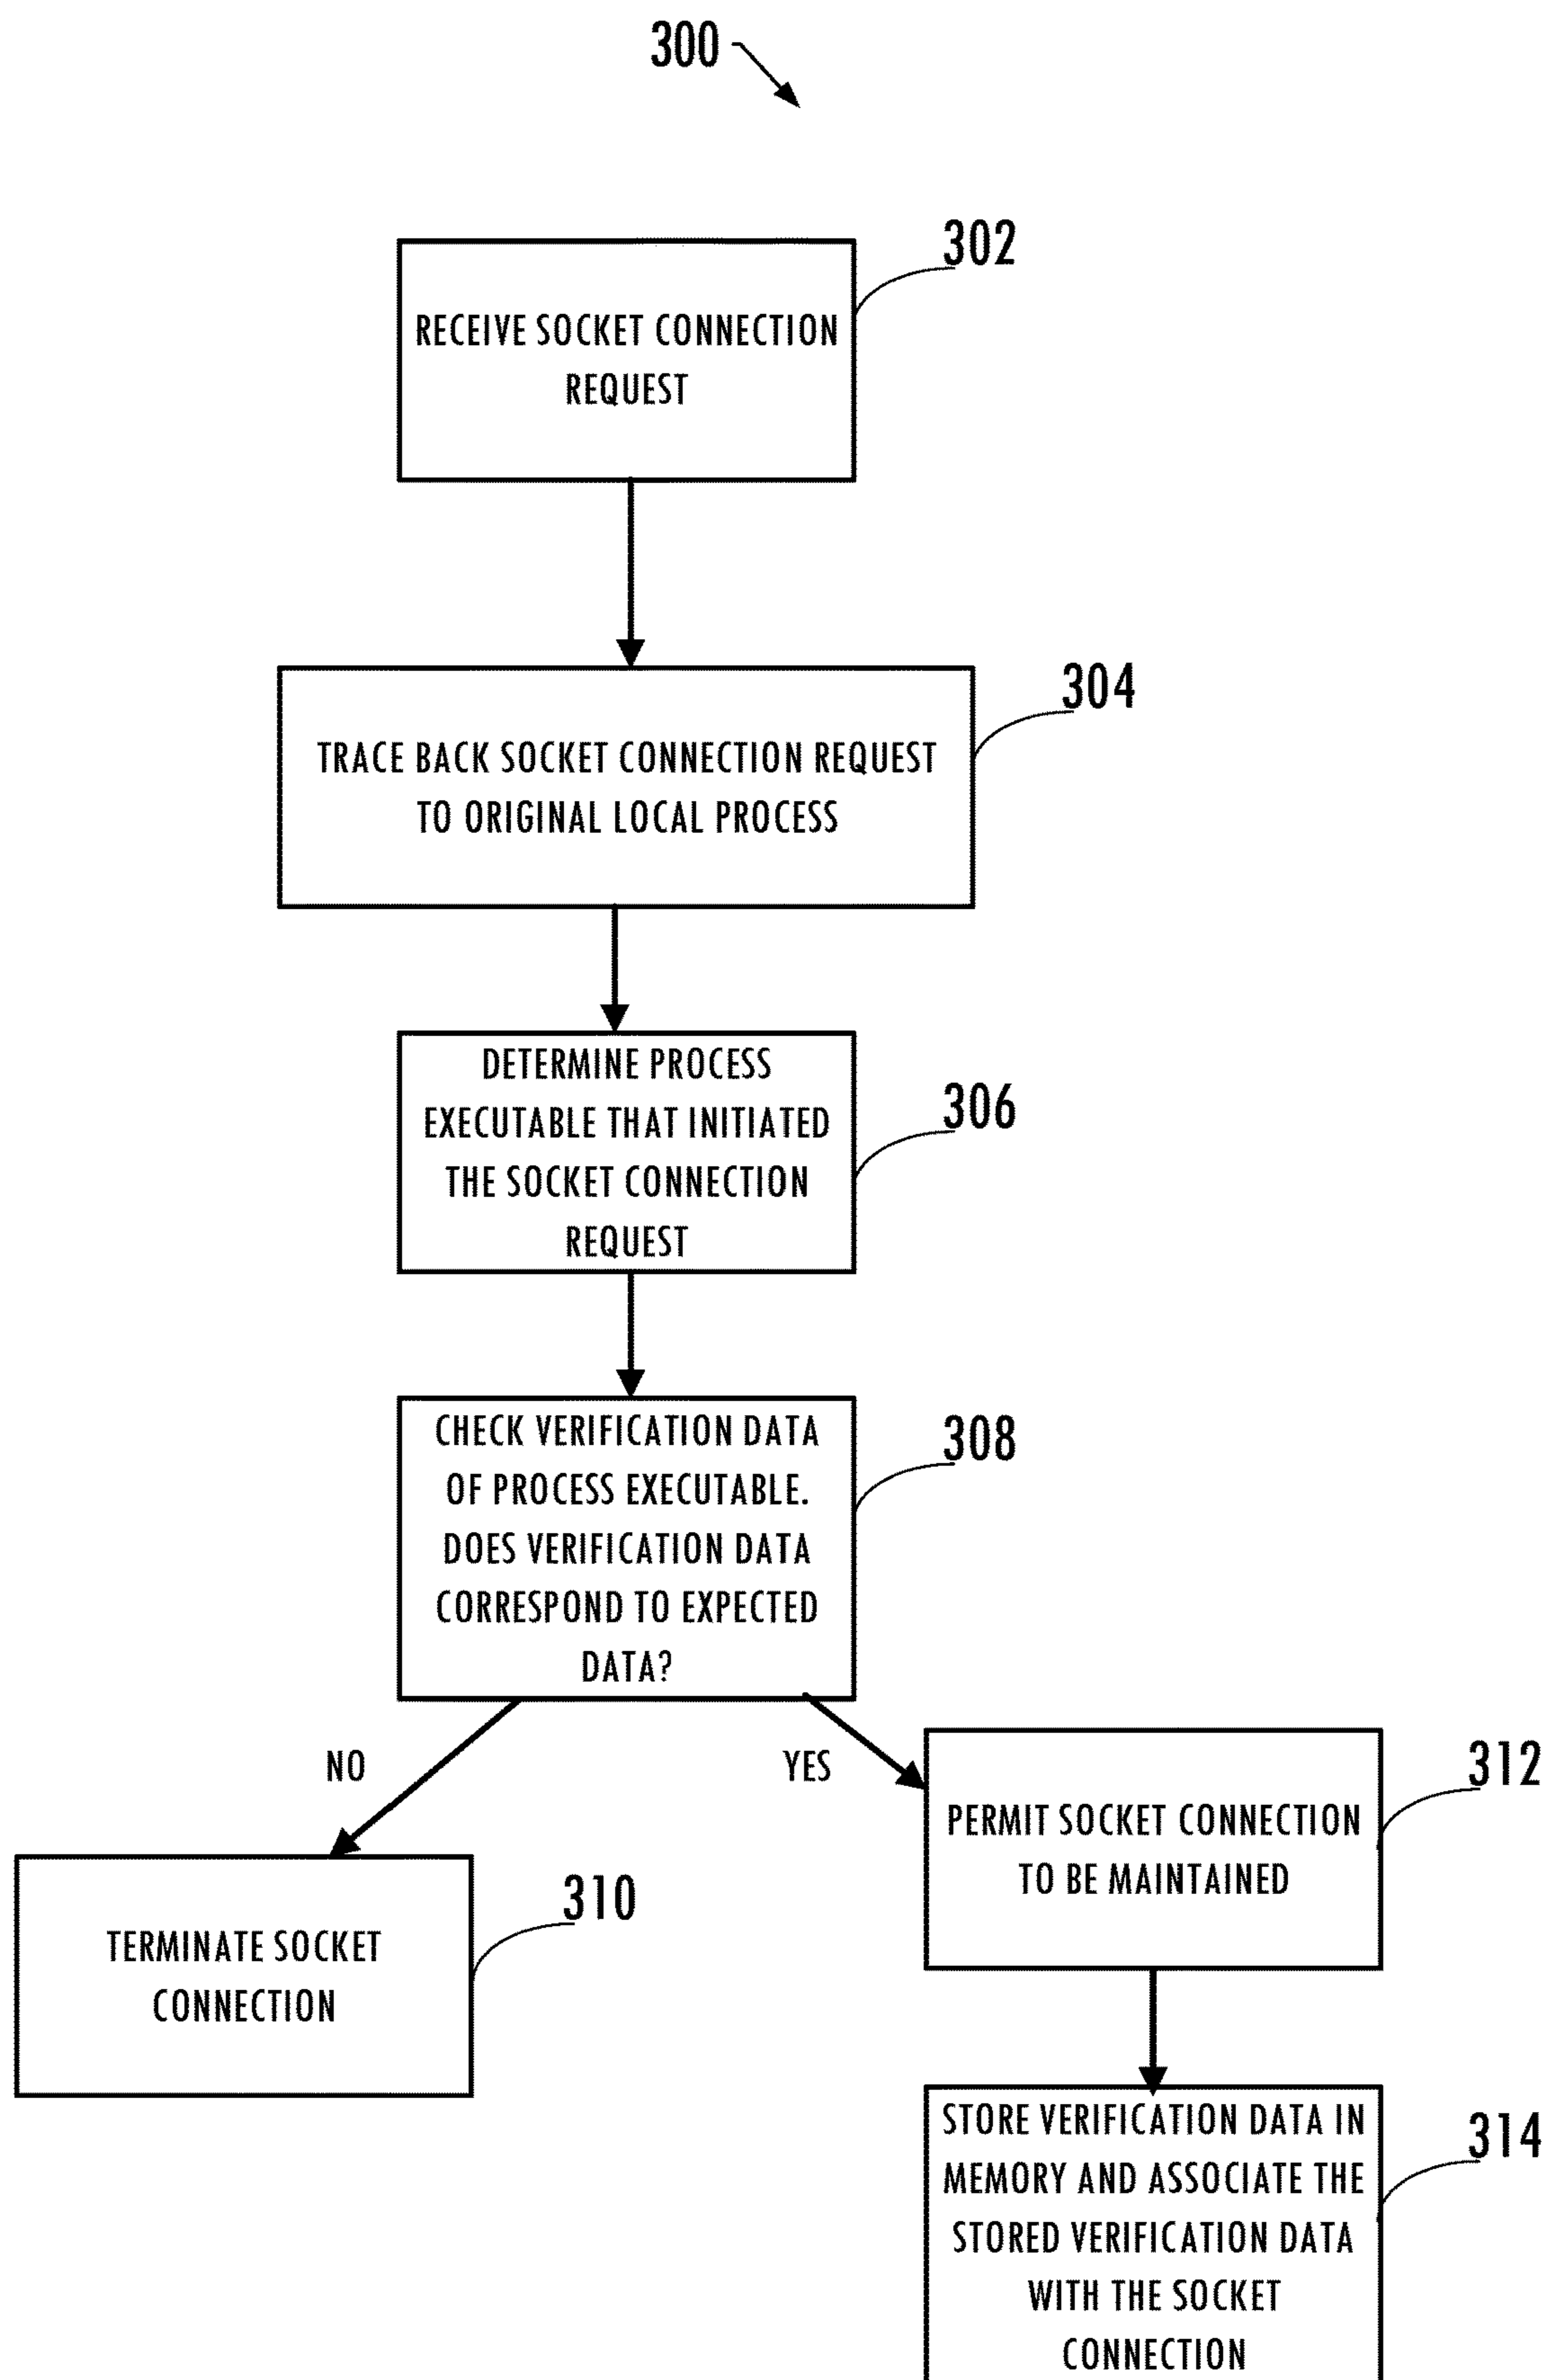 300
302
RECEIVE SOCKET CONNECTION
REQUEST
304
TRACE BACK SOCKET CONNECTION REQUEST
TO ORIGINAL LOCAL PROCESS
306
DETERMINE PROCESS
EXECUTABLE THAT INITIATED
THE SOCKET CONNECTION
REQUEST
308
CHECK VERIFICATION DATA
OF PROCESS EXECUTABLE.
DOES VERIFICATION DATA
CORRESPOND TO EXPECTED
DATA?
NO
YES
312
PERMIT SOCKET CONNECTION
TO BE MAINTAINED
310
TERMINATE SOCKET
CONNECTION
314
STORE VERIFICATION DATA IN
MEMORY AND ASSOCIATE THE
STORED VERIFICATION DATA
WITH THE SOCKET
CONNECTION